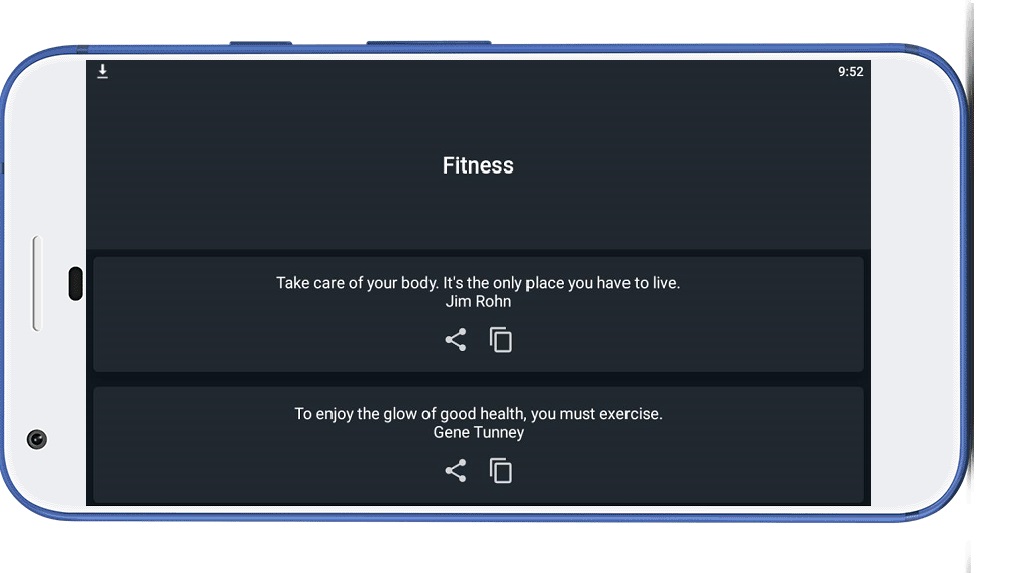 9:52
Fitness
Take care of your body. It's the only place you have to live.
Jim Rohn
To enjoy the glow of good health, you must exercise.
Gene Tunney